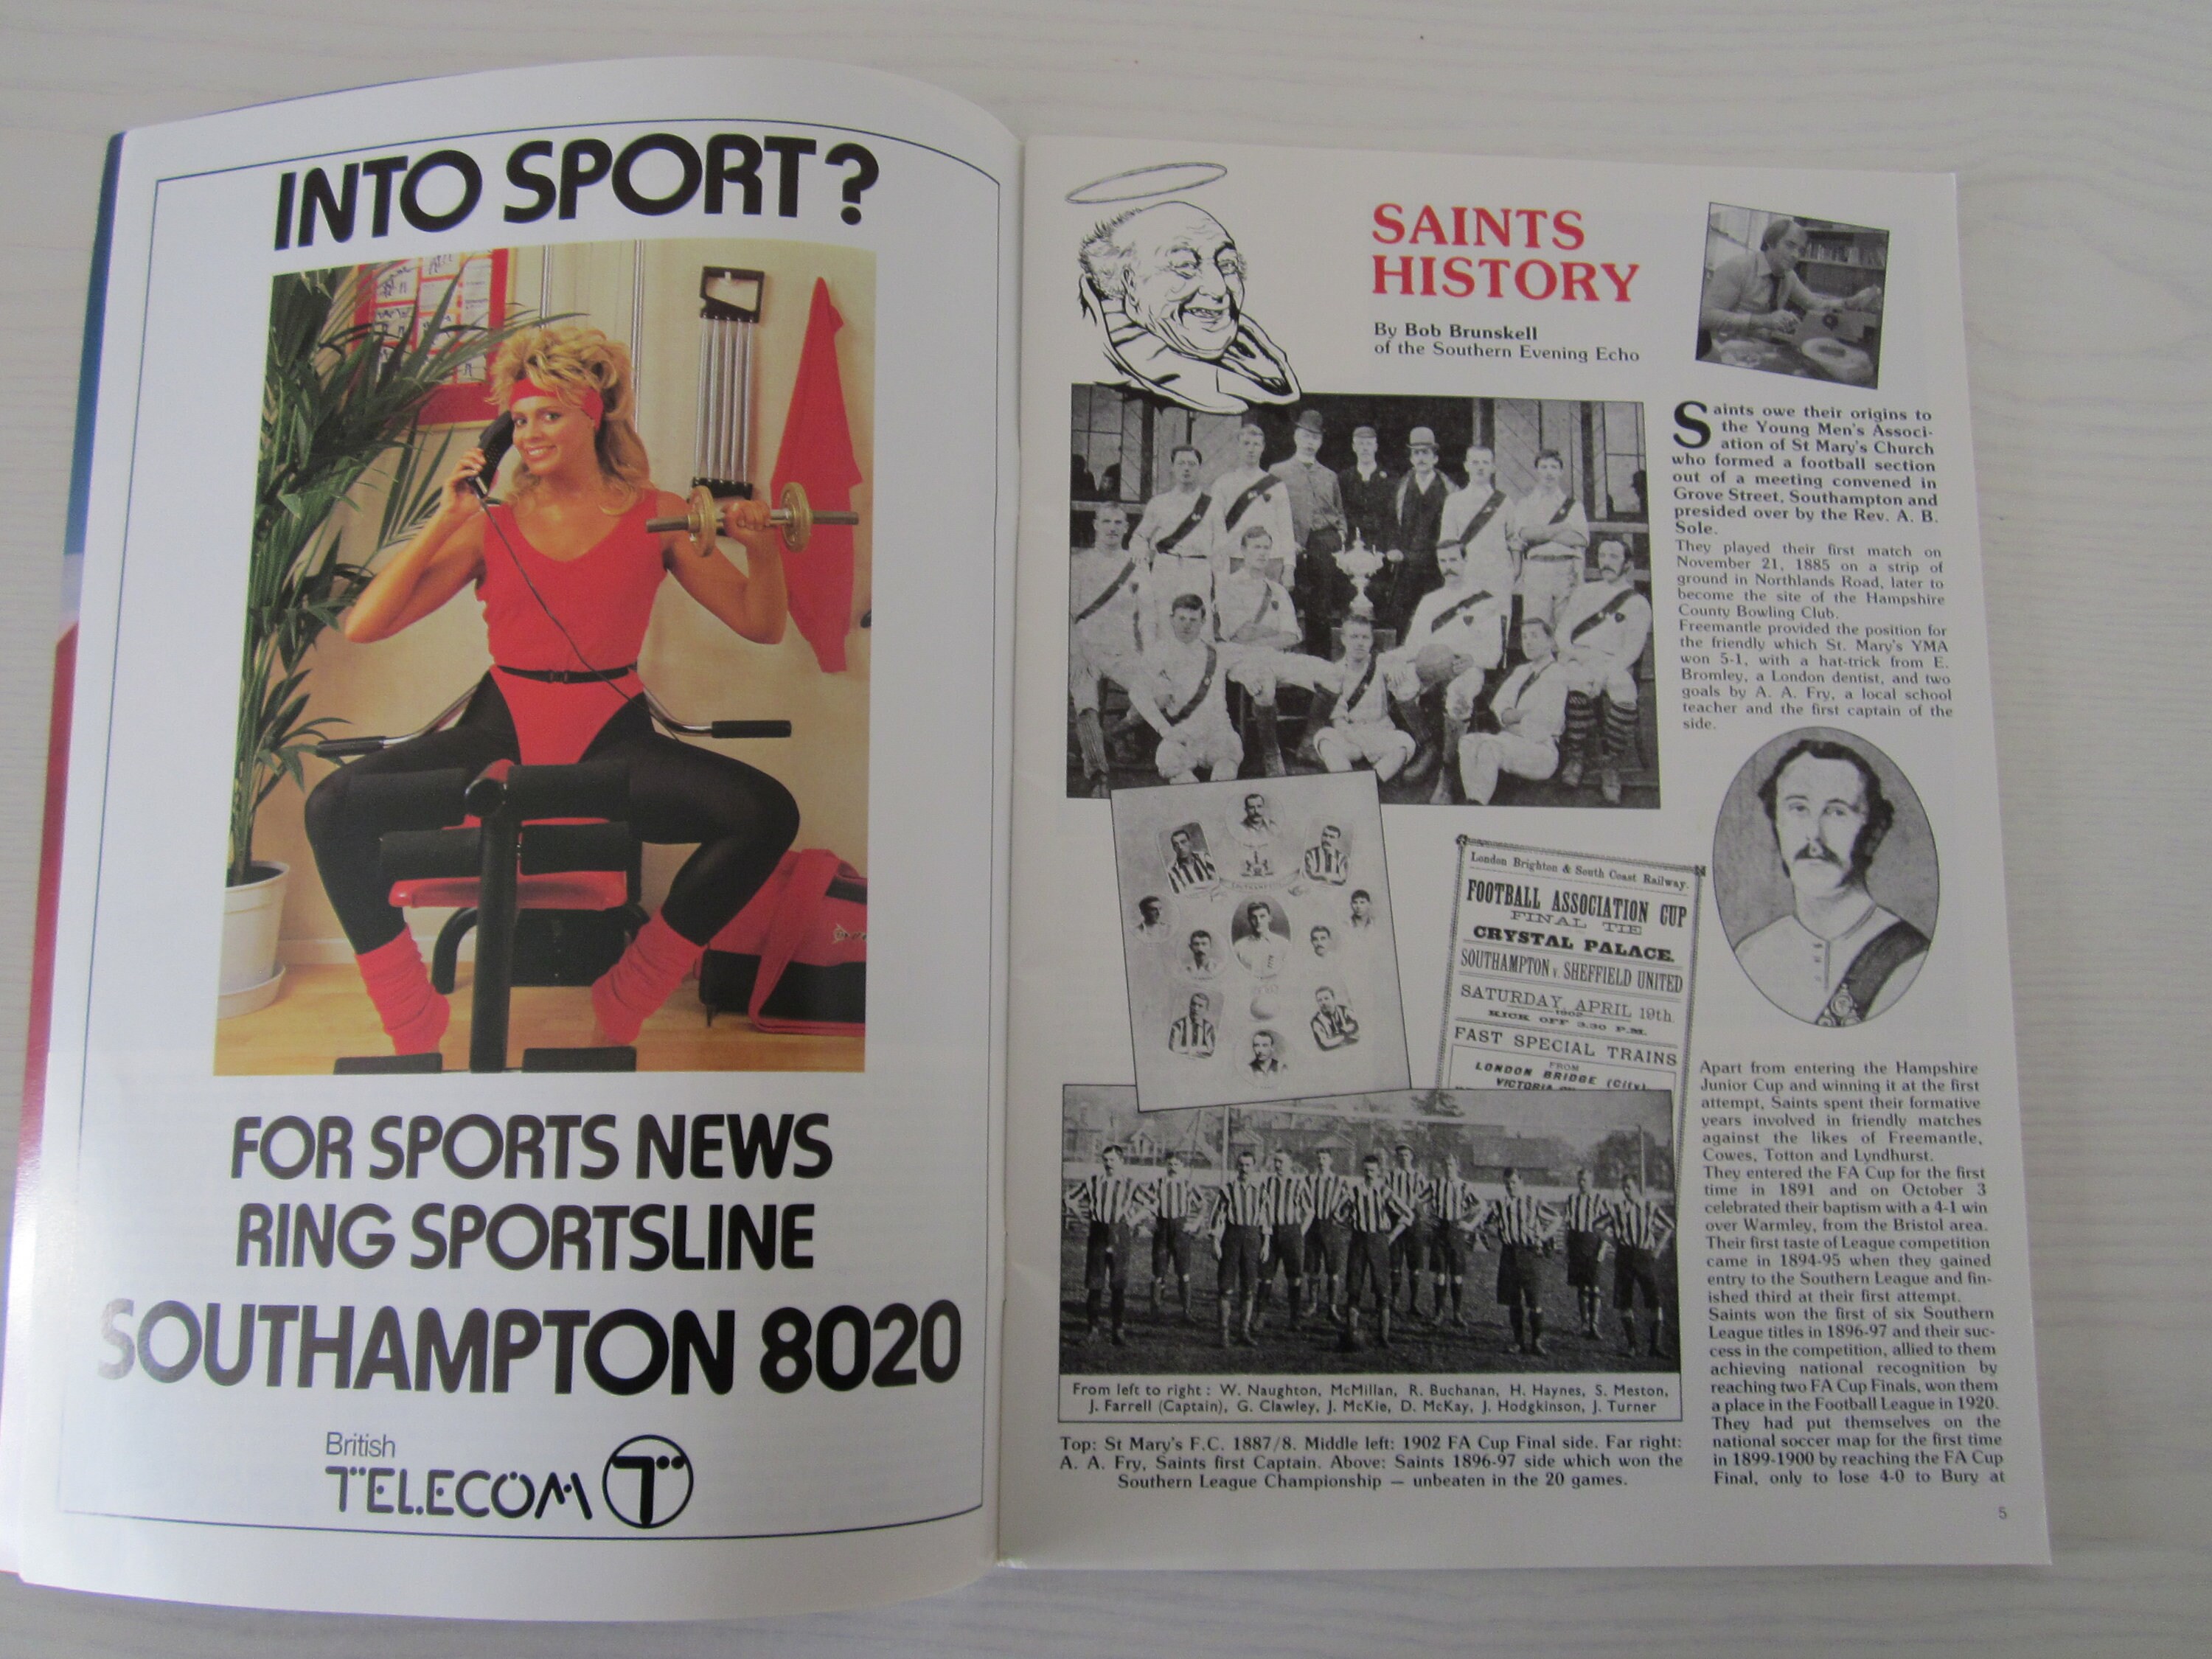 INTO SPORT?
FOR SPORTS NEWS
RING SPORTSLINE
SOUTHAMPTON 8020
British
TELECOM T
SAINTS
HISTORY
By Bob Brunskell
of the Southern Evening Echo
Saints owe their origins to
the Young Men's Associ-
ation of St Mary's Church
who formed a football section
out of a meeting convened in
Grove Street, Southampton and
presided over by the Rev. A. B.
Sole.
They played their first match on
November 21, 1885 on a strip of
ground in Northlands Road, later to
become the site of the Hampshire
County Bowling Club.
Freemantle provided the position for
the friendly which St. Mary's YMA
won 5-1, with a hat-trick from E.
Bromley, a London dentist, and two
goals by A. A. Fry, a local school
teacher and the first captain of the
side.
London Brighton & South Coast Railway.
FOOTBALL ASSOCIATION CUP
FINAL TIE
CRYSTAL PALACE.
SOUTHAMPTON v. SHEFFIELD UNITED
SATURDAY, APRIL 19th
1902
KICK OFF 3.30 P.M.
FAST SPECIAL TRAINS
FROM
LONDON BRIDGE (City),
VICTORIA
From left to right : W. Naughton, McMillan, R. Buchanan, H. Haynes, S. Meston,
J. Farrell (Captain), G. Clawley, J. McKie, D. McKay, J. Hodgkinson, J. Turner
Top: St Mary's F.C. 1887/8. Middle left: 1902 FA Cup Final side. Far right:
A. A. Fry, Saints first Captain. Above: Saints 1896-97 side which won the
Southern League Championship — unbeaten in the 20 games.
Apart from entering the Hampshire
Junior Cup and winning it at the first
attempt, Saints spent their formative
years involved in friendly matches
against the likes of Freemantle,
Cowes, Totton and Lyndhurst.
They entered the FA Cup for the first
time in 1891 and on October 3
celebrated their baptism with a 4-1 win
over Warmley, from the Bristol area.
Their first taste of League competition
came in 1894-95 when they gained
entry to the Southern League and fin-
ished third at their first attempt.
Saints won the first of six Southern
League titles in 1896-97 and their suc-
cess in the competition, allied to them
achieving national recognition by
reaching two FA Cup Finals, won them
a place in the Football League in 1920.
They had put themselves on the
national soccer map for the first time
in 1899-1900 by reaching the FA Cup
Final, only to lose 4-0 to Bury at
5